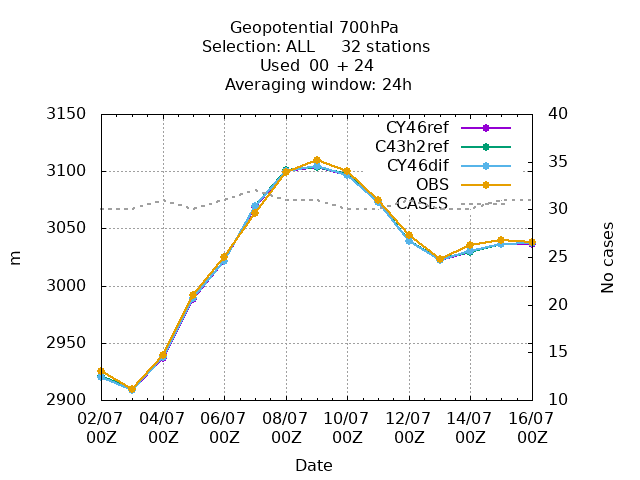 Geopotential 700hPa
Selection: ALL 32 stations
Used 00 + 24
Averaging window: 24h
3150
3100
3050
3000
2950
2900
m
40
35
30
25
20
15
10
No cases
CY46ref
C43h2ref
CY46dif
OBS
CASES
02/07 04/07 06/07 08/07 10/07 12/07 14/07 16/07
00Z 00Z 00Z 00Z 00Z 00Z 00Z 00Z
Date